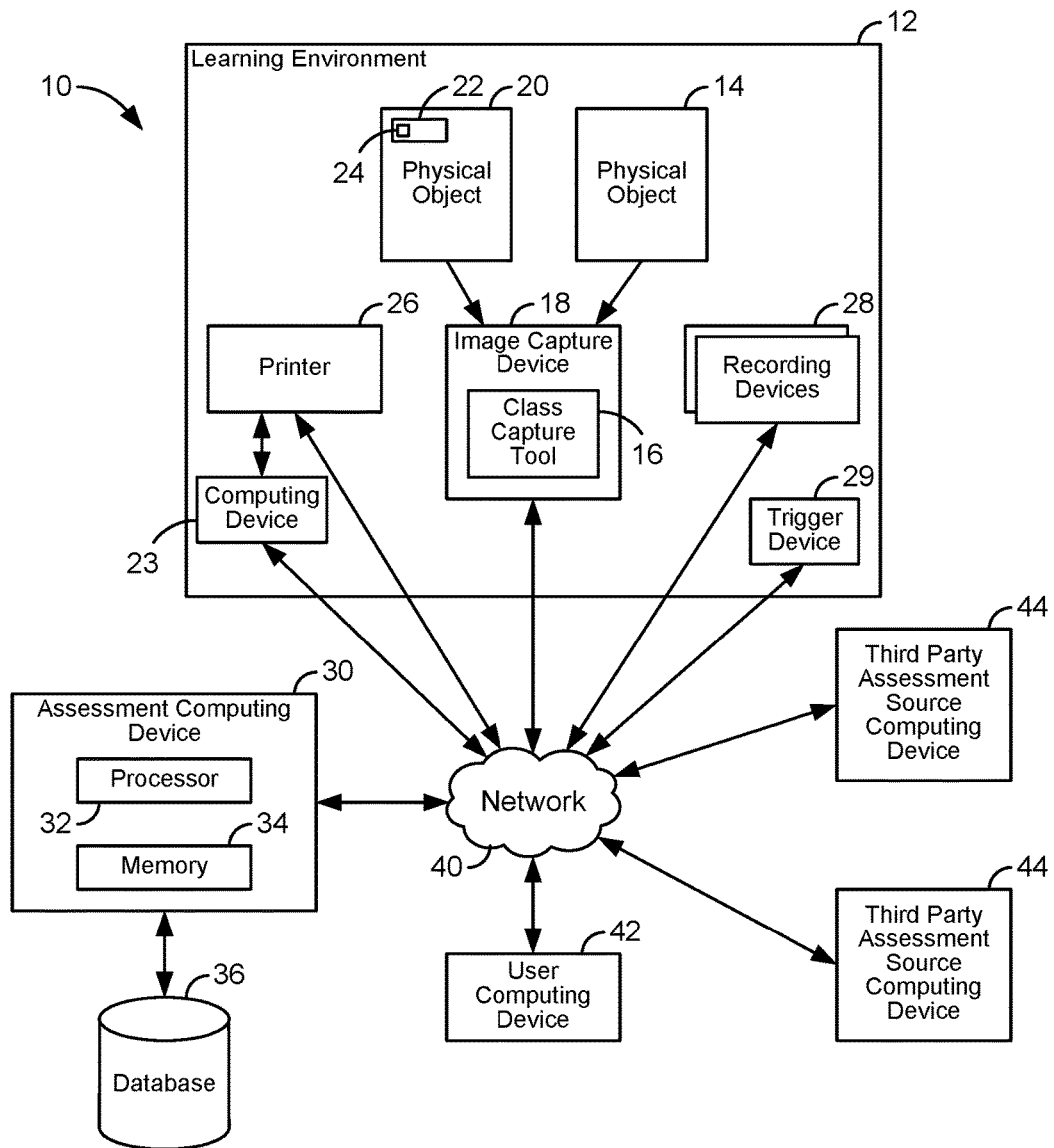 12
Learning Environment
10
22
20
14
24
Physical
Object
Physical
Object
26
18
28
Printer
Image Capture
Device
Recording
Devices
Class
Capture
Tool
16
29
Computing
Device
Trigger
Device
23
44
30
Third Party
Assessment
Source
Computing
Device
Assessment Computing
Device
Processor
Network
32
34
Memory
40
44
42
Third Party
Assessment
Source
Computing
Device
36
User
Computing
Device
Database